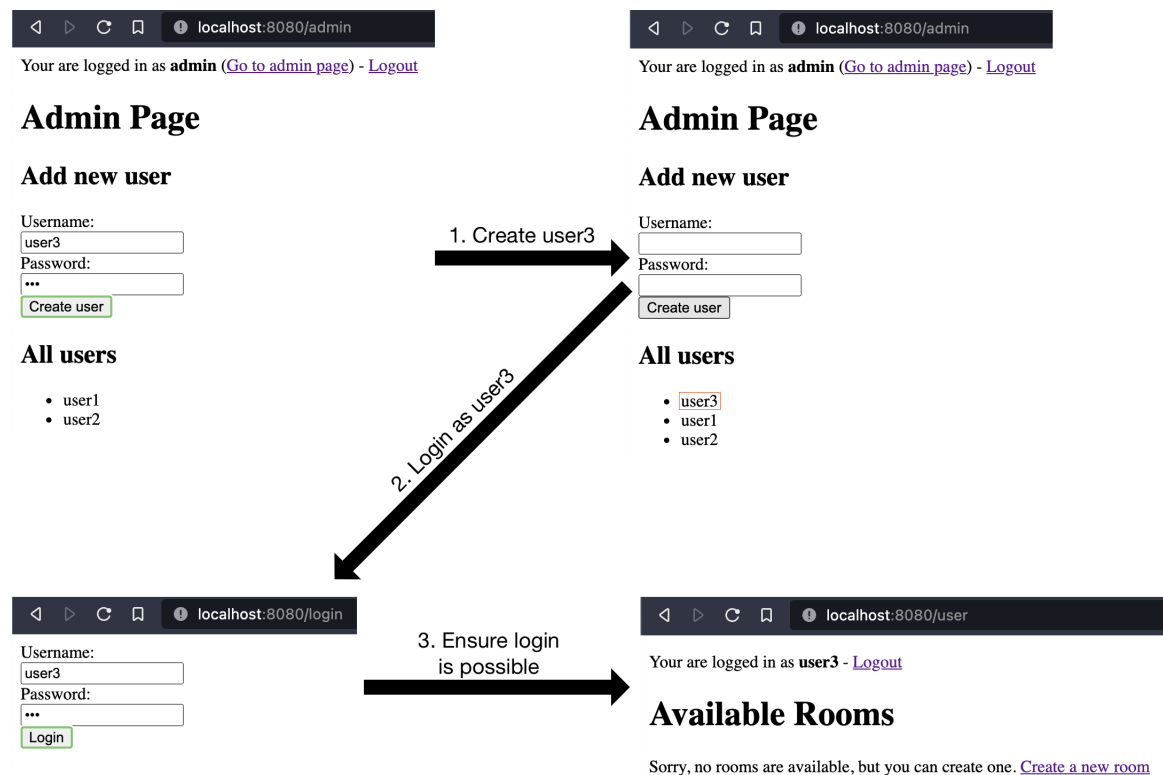 localhost:8080/admin
Your are logged in as admin (Go to admin page) - Logout
Admin Page
Add new user
Username:
user3
Password:
•••
Create user
All users
• user1
• user2
1. Create user3
localhost:8080/admin
Your are logged in as admin (Go to admin page) - Logout
Admin Page
Add new user
Username:
Password:
Create user
All users
• user3
• user1
• user2
2. Login as user3
localhost:8080/login
Username:
user3
Password:
•••
Login
3. Ensure login
is possible
localhost:8080/user
Your are logged in as user3 - Logout
Available Rooms
Sorry, no rooms are available, but you can create one. Create a new room